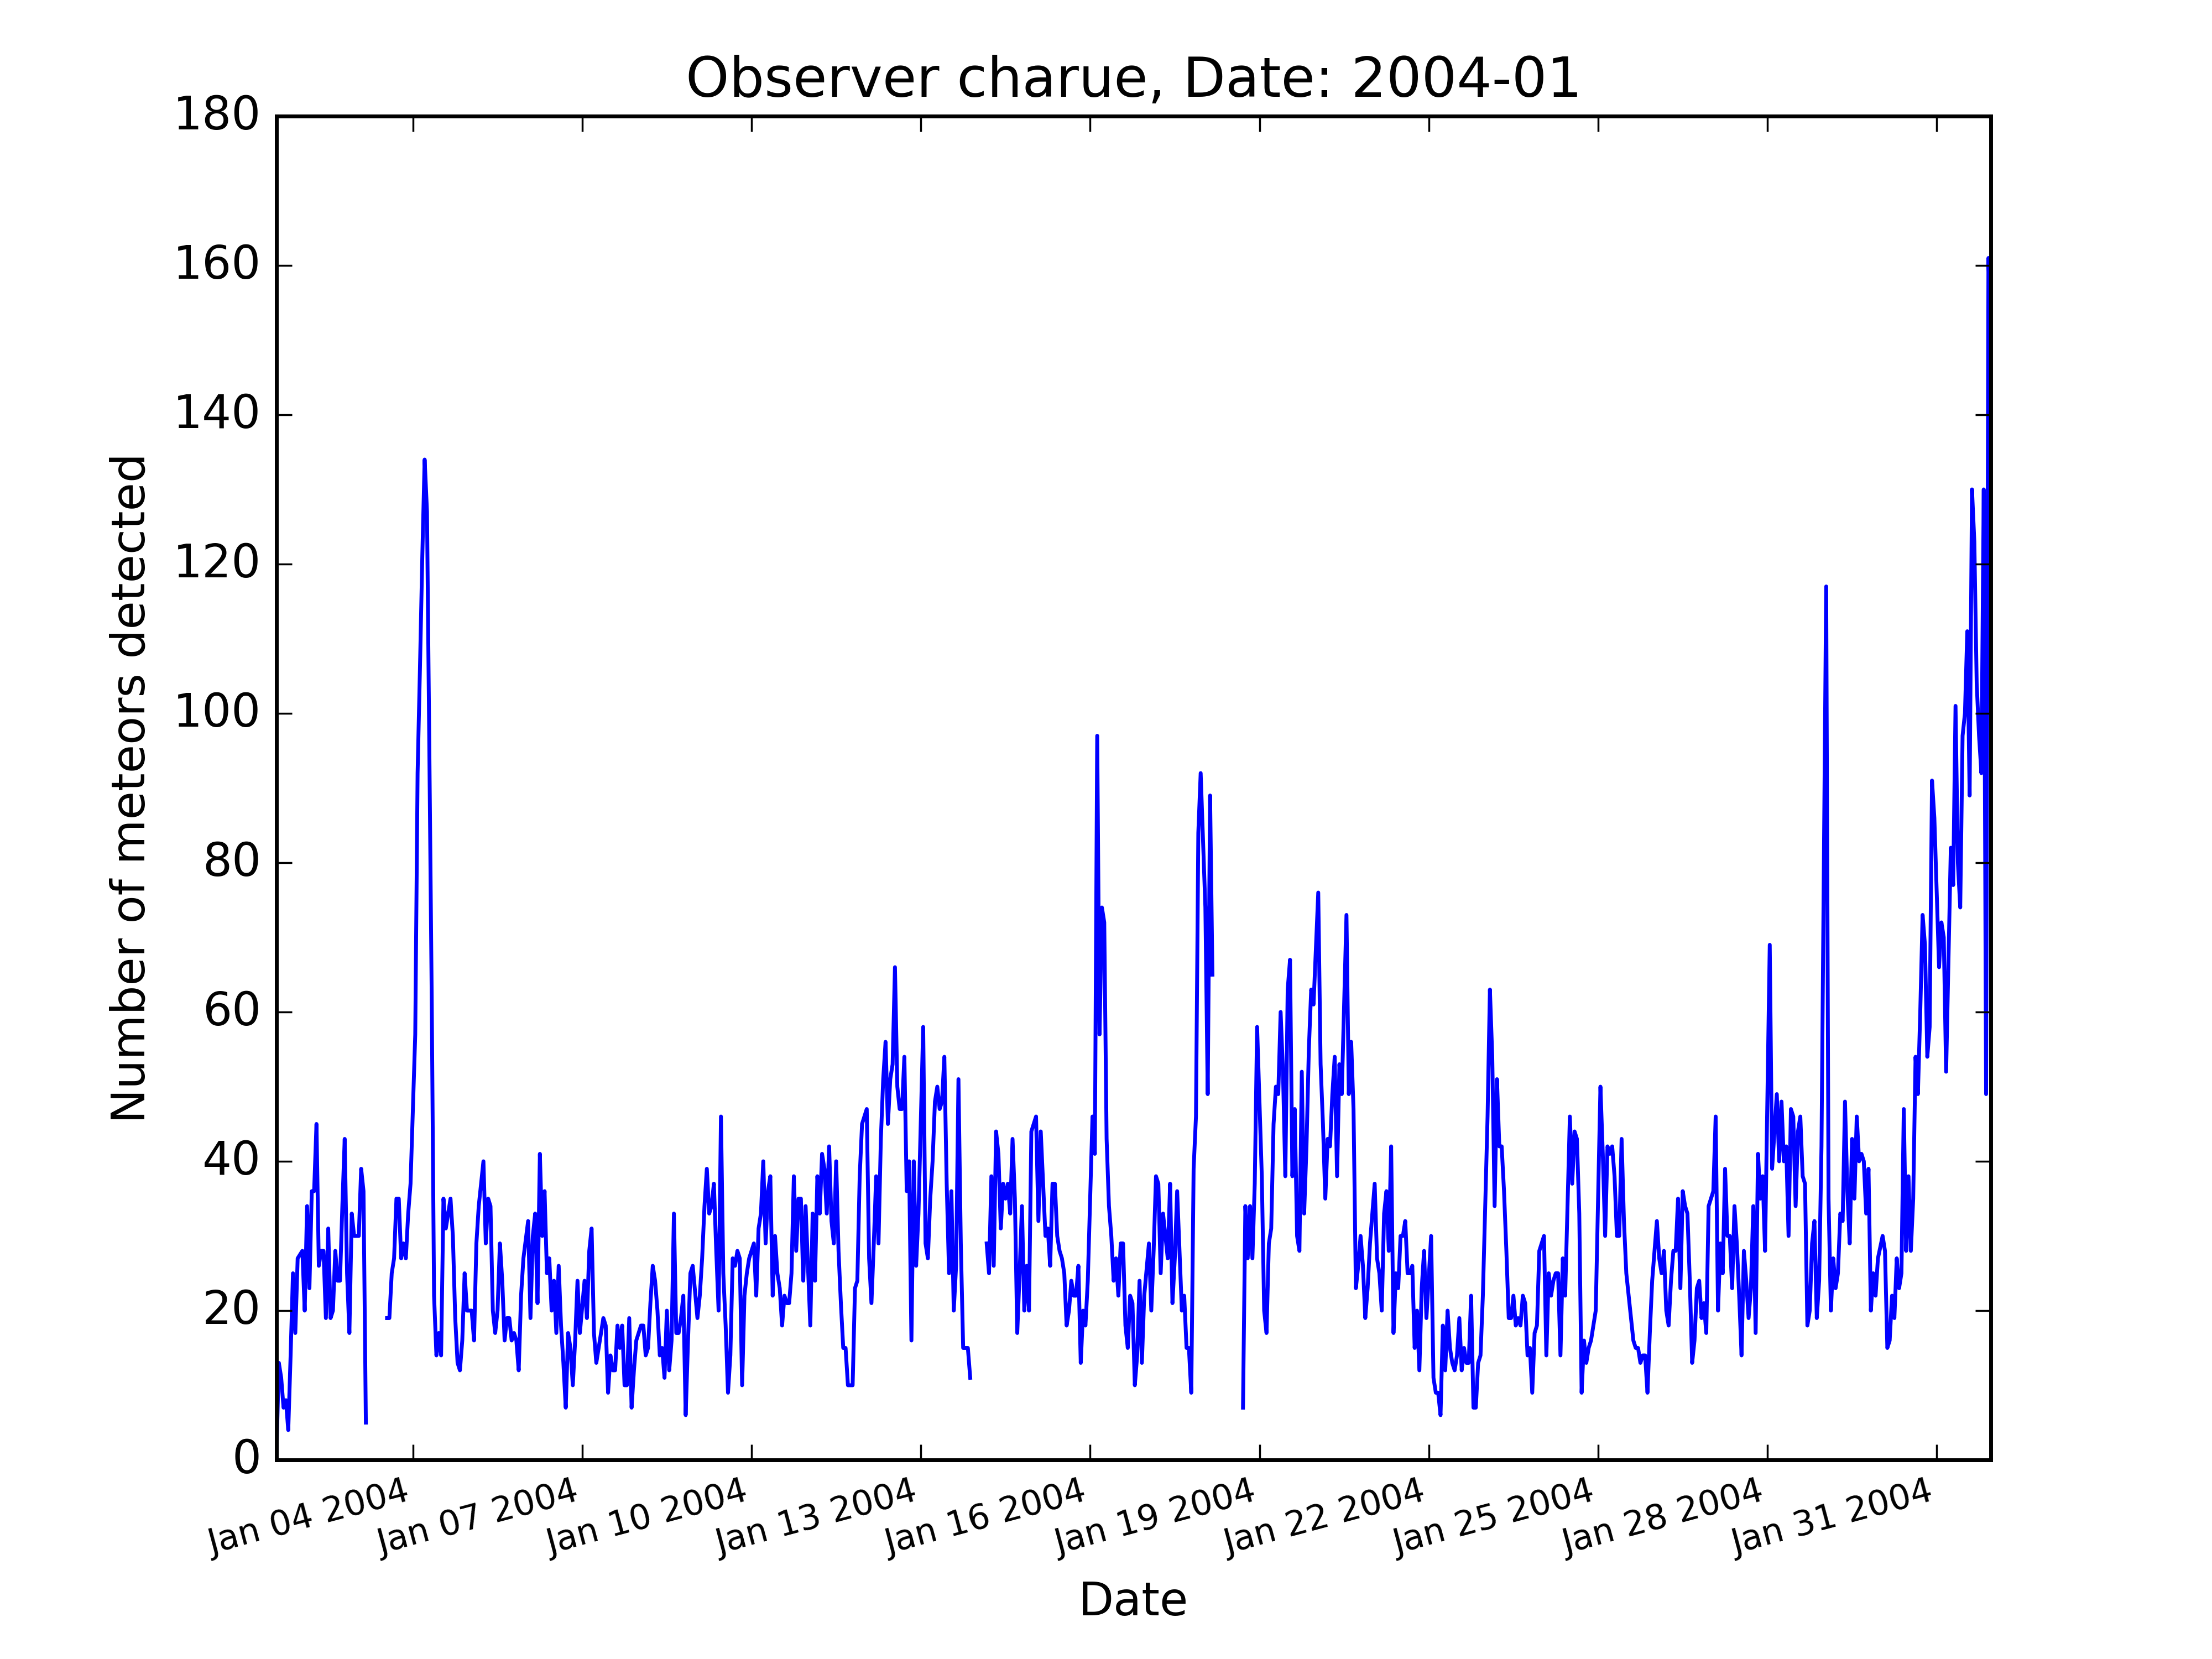 Observer charue, Date: 2004-01
180
160
140
120
100
80
60
40
20
0
Number of meteors detected
Jan 04 2004
Jan 07 2004
Jan 10 2004
Jan 13 2004
Jan 16 2004
Jan 19 2004
Jan 22 2004
Jan 25 2004
Jan 28 2004
Jan 31 2004
Date